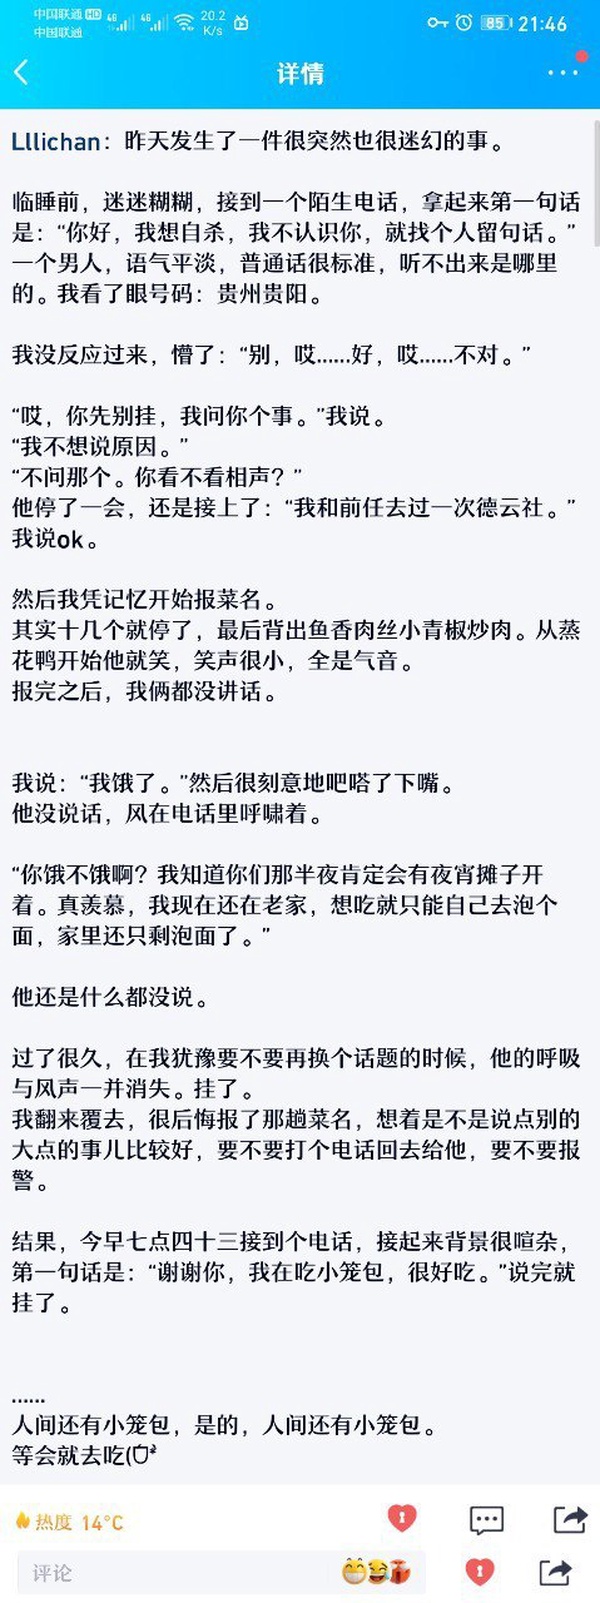 中国联通HD 4G 4G 20.2 K/s 85 21:46
中国联通
详情
Lllichan：昨天发生了一件很突然也很迷幻的事。
临睡前，迷迷糊糊，接到一个陌生电话，拿起来第一句话
是：“你好，我想自杀，我不认识你，就找个人留句话。”
一个男人，语气平淡，普通话很标准，听不出来是哪里
的。我看了眼号码：贵州贵阳。
我没反应过来，懵了：“别，哎......好，哎......不对。”
“哎，你先别挂，我问你个事。”我说。
“我不想说原因。”
“不问那个。你看不看相声？”
他停了一会，还是接上了：“我和前任去过一次德云社。”
我说ok。
然后我凭记忆开始报菜名。
其实十几个就停了，最后背出鱼香肉丝小青椒炒肉。从蒸
花鸭开始他就笑，笑声很小，全是气音。
报完之后，我俩都没讲话。
我说：“我饿了。”然后很刻意地吧嗒了下嘴。
他没说话，风在电话里呼啸着。
“你饿不饿啊？我知道你们那半夜肯定会有夜宵摊子开
着。真羡慕，我现在还在老家，想吃就只能自己去泡个
面，家里还只剩泡面了。”
他还是什么都没说。
过了很久，在我犹豫要不要再换个话题的时候，他的呼吸
与风声一并消失。挂了。
我翻来覆去，很后悔报了那趟菜名，想着是不是说点别的
大点的事儿比较好，要不要打个电话回去给他，要不要报
警。
结果，今早七点四十三接到个电话，接起来背景很喧杂，
第一句话是：“谢谢你，我在吃小笼包，很好吃。”说完就
挂了。
......
人间还有小笼包，是的，人间还有小笼包。
等会就去吃
热度 14°C
评论